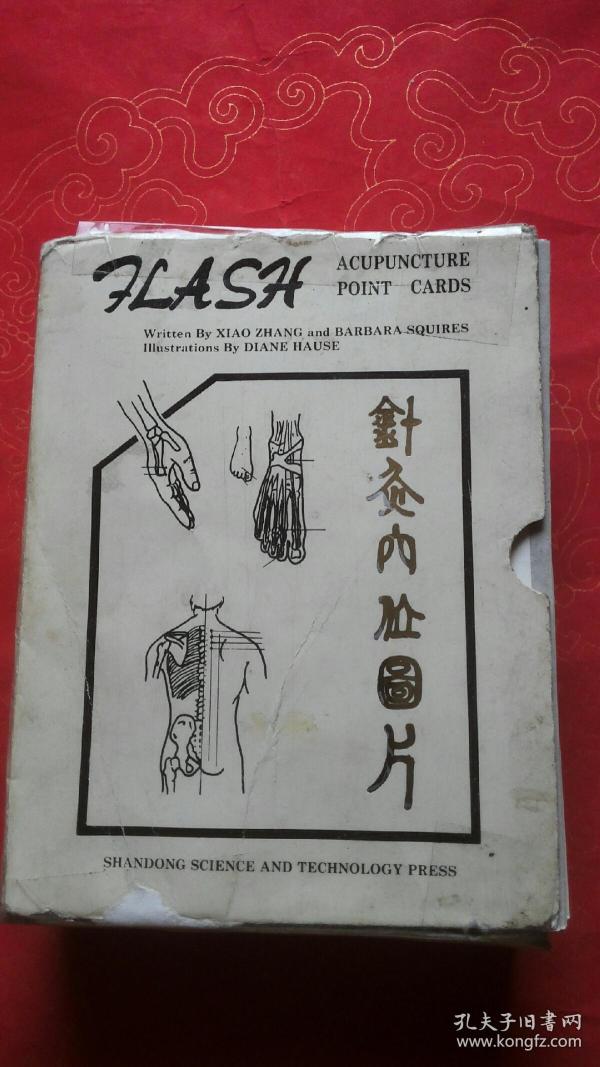 FLASH
ACUPUNCTURE
POINT CARDS
Written By XIAO ZHANG and BARBARA SQUIRES
Illustrations By DIANE HAUSE
針灸穴位圖片
SHANDONG SCIENCE AND TECHNOLOGY PRESS
孔夫子旧書网
www.kongfz.com